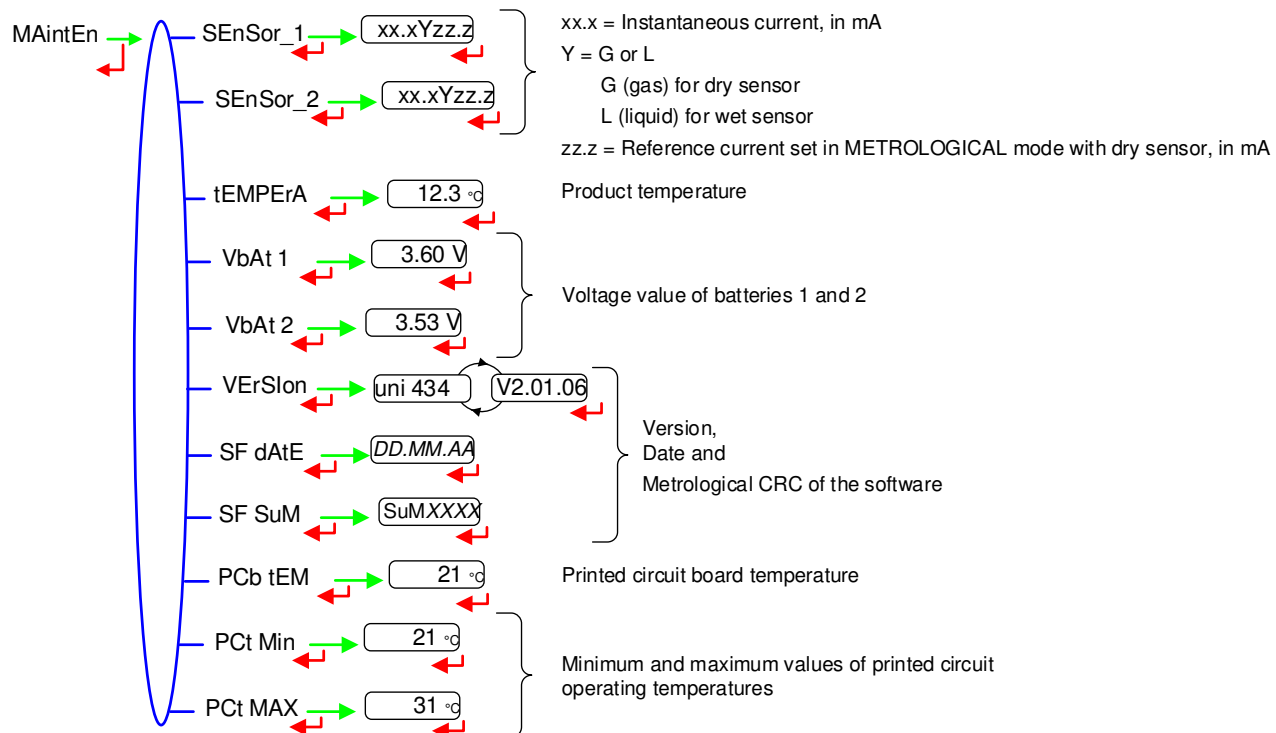 MAintEn
SEnSor_1 xx.xYzz.z
xx.x = Instantaneous current, in mA
Y = G or L
G (gas) for dry sensor
L (liquid) for wet sensor
SEnSor_2 xx.xYzz.z
zz.z = Reference current set in METROLOGICAL mode with dry sensor, in mA
tEMPErA 12.3 °C Product temperature
VbAt 1 3.60 V
Voltage value of batteries 1 and 2
VbAt 2 3.53 V
VErSIon uni 434 V2.01.06
Version,
Date and
Metrological CRC of the software
SF dAtE DD.MM.AA
SF SuM SuMXXXX
PCb tEM 21 °C Printed circuit board temperature
PCt Min 21 °C
Minimum and maximum values of printed circuit
operating temperatures
PCt MAX 31 °C